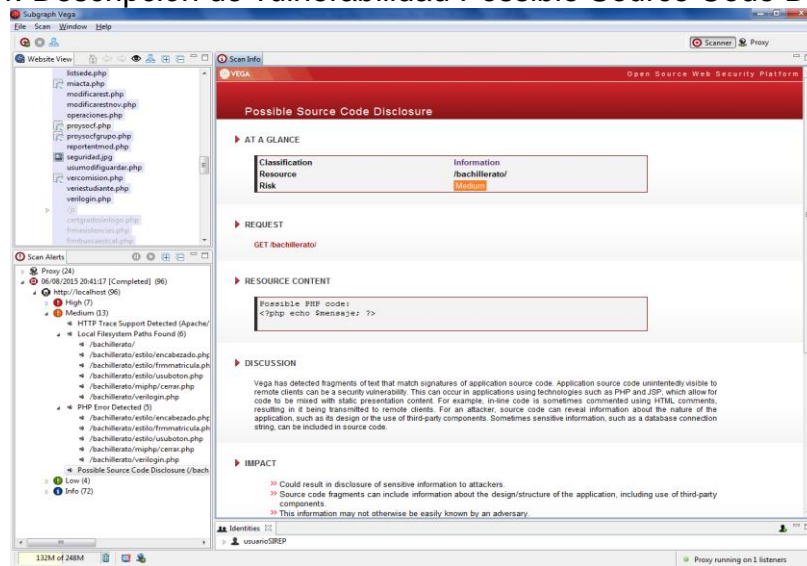 Descripción de vulnerabilidad Possible Source Code D
Subgraph Vega
File Scan Window Help
Scanner Proxy
Website View
listsede.php
miacta.php
modificarest.php
modificarestnov.php
operaciones.php
proysocf.php
proysocfgrupo.php
reportentmod.php
seguridad.jpg
usumodifiguardar.php
vercomision.php
veriestudiante.php
verilogin.php
Scan Alerts
Proxy (24)
06/08/2015 20:41:17 [Completed] (96)
http://localhost (96)
High (7)
Medium (13)
HTTP Trace Support Detected (Apache/
Local Filesystem Paths Found (6)
/bachillerato/
/bachillerato/estilo/encabezado.php
/bachillerato/estilo/frmmatricula.ph
/bachillerato/estilo/usuboton.php
/bachillerato/miphp/cerrar.php
/bachillerato/verilogin.php
PHP Error Detected (5)
/bachillerato/estilo/encabezado.php
/bachillerato/estilo/frmmatricula.ph
/bachillerato/estilo/usuboton.php
/bachillerato/miphp/cerrar.php
/bachillerato/verilogin.php
Possible Source Code Disclosure (/bach
Low (4)
Info (72)
Scan Info
VEGA Open Source Web Security Platform
Possible Source Code Disclosure
AT A GLANCE
Classification Information
Resource /bachillerato/
Risk Medium
REQUEST
GET /bachillerato/
RESOURCE CONTENT
Possible PHP code:
<?php echo $mensaje; ?>
DISCUSSION
Vega has detected fragments of text that match signatures of application source code. Application source code unintentedly visible to
remote clients can be a security vulnerability. This can occur in applications using technologies such as PHP and JSP, which allow for
code to be mixed with static presentation content. For example, in-line code is sometimes commented using HTML comments,
resulting in it being transmitted to remote clients. For an attacker, source code can reveal information about the nature of the
application, such as its design or the use of third-party components. Sometimes sensitive information, such as a database connection
string, can be included in source code.
IMPACT
Could result in disclosure of sensitive information to attackers.
Source code fragments can include information about the design/structure of the application, including use of third-party
components.
This information may not otherwise be easily known by an adversary.
Identities
usuarioSIREP
132M of 248M
Proxy running on 1 listeners